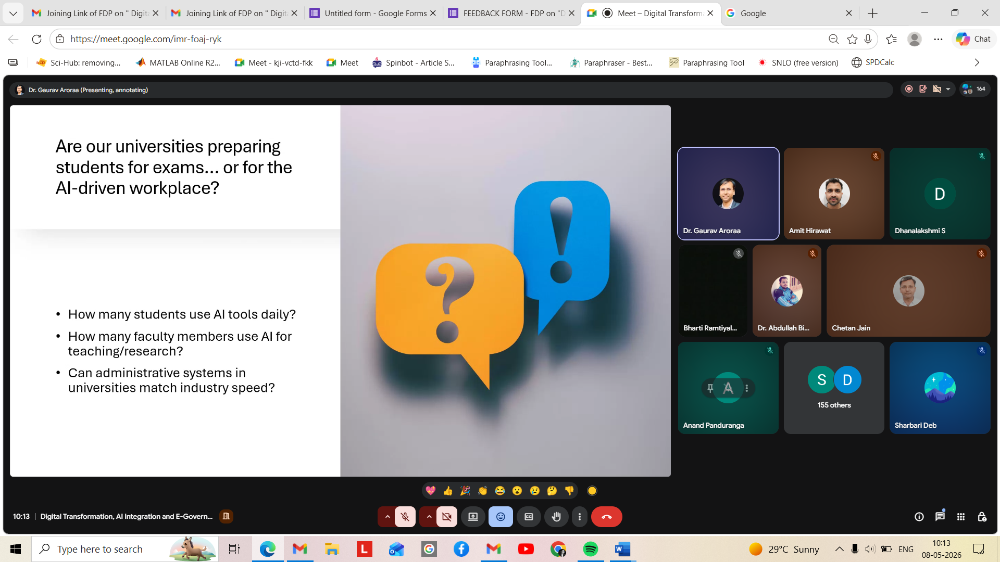 Joining Link of FDP on " Digita
Joining Link of FDP on " Digita
Untitled form - Google Forms
FEEDBACK FORM - FDP on "D
Meet – Digital Transform
Google
https://meet.google.com/imr-foaj-ryk
Chat
Sci-Hub: removing...
MATLAB Online R2...
Meet - kji-vctd-fkk
Meet
Spinbot - Article S...
Paraphrasing Tool...
Paraphraser - Best...
Paraphrasing Tool
SNLO (free version)
SPDCalc
Dr. Gaurav Aroraa (Presenting, annotating)
164
Are our universities preparing
students for exams... or for the
AI-driven workplace?
• How many students use AI tools daily?
• How many faculty members use AI for
teaching/research?
• Can administrative systems in
universities match industry speed?
?
!
Dr. Gaurav Aroraa
Amit Hirawat
D
Dhanalakshmi S
Bharti Ramtiyal...
Dr. Abdullah Bi...
Chetan Jain
A
Anand Panduranga
S D
155 others
Sharbari Deb
10:13 | Digital Transformation, AI Integration and E-Govern...
CC
Type here to search
L
G
W
29°C Sunny
ENG
10:13
08-05-2026